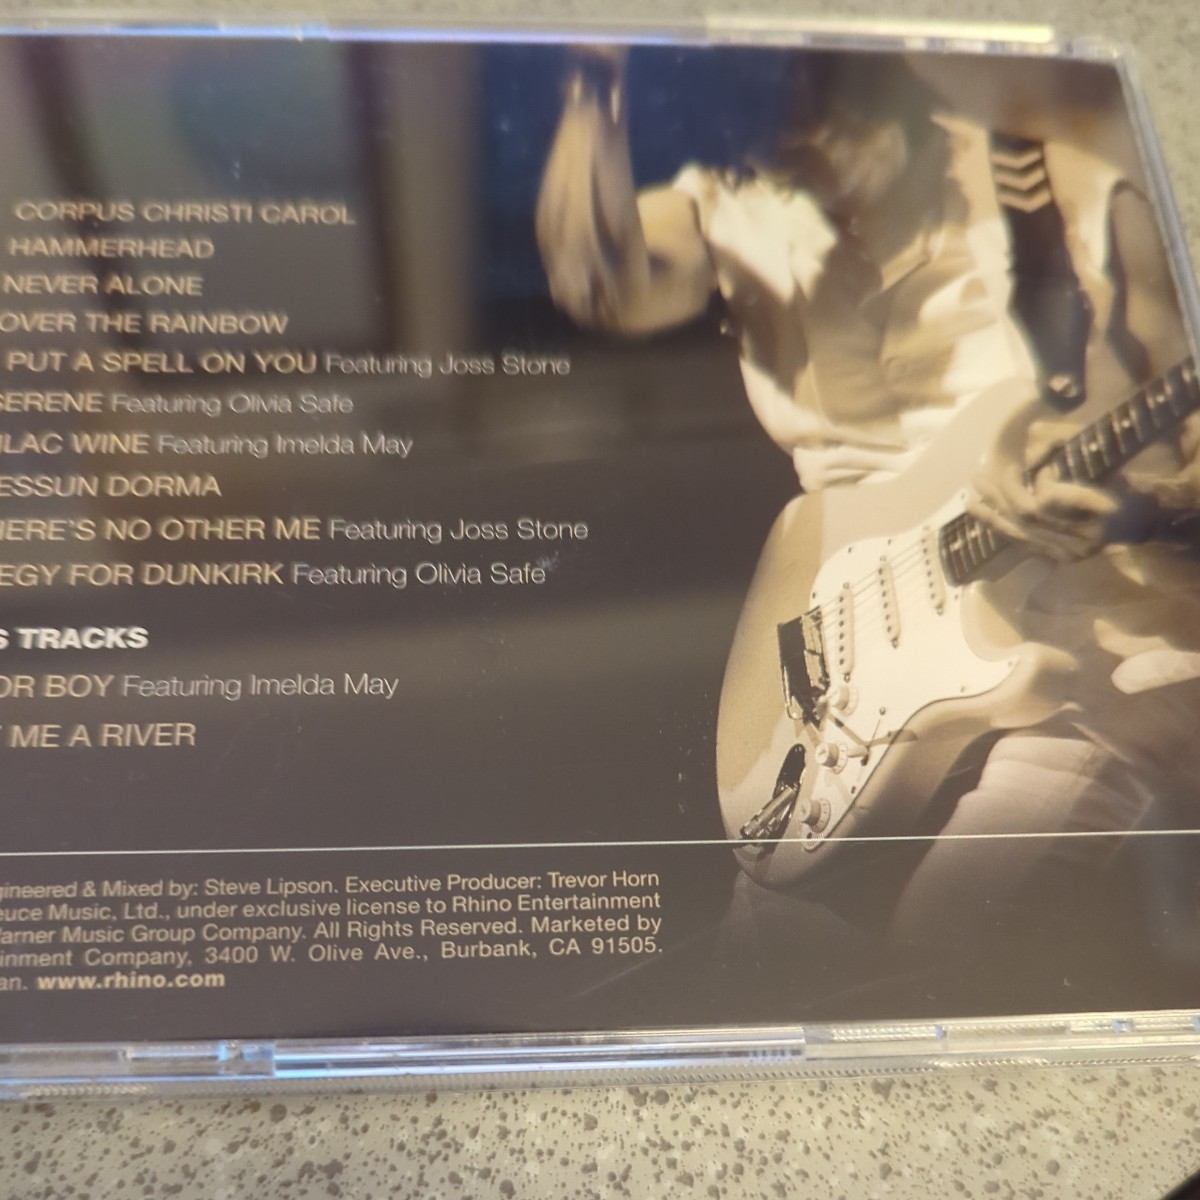 CORPUS CHRISTI CAROL
HAMMERHEAD
NEVER ALONE
OVER THE RAINBOW
PUT A SPELL ON YOU Featuring Joss Stone
SERENE Featuring Olivia Safe
ILAC WINE Featuring Imelda May
ESSUN DORMA
HERE'S NO OTHER ME Featuring Joss Stone
EGY FOR DUNKIRK Featuring Olivia Safe
S TRACKS
OR BOY Featuring Imelda May
ME A RIVER
gineered & Mixed by: Steve Lipson. Executive Producer: Trevor Horn
euce Music, Ltd., under exclusive license to Rhino Entertainment
Warner Music Group Company. All Rights Reserved. Marketed by
inment Company, 3400 W. Olive Ave., Burbank, CA 91505.
an. www.rhino.com